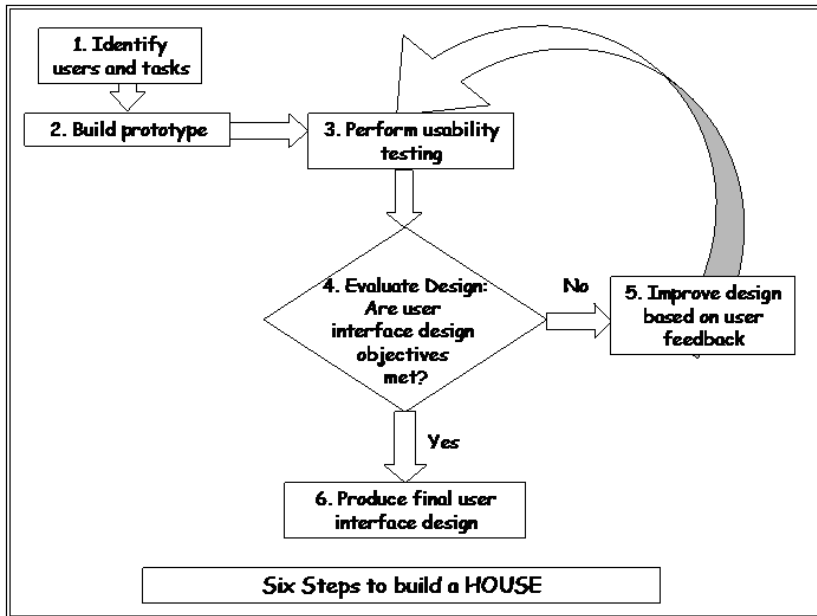 1. Identify
users and tasks
2. Build prototype
3. Perform usability
testing
4. Evaluate Design:
Are user
interface design
objectives
met?
No
5. Improve design
based on user
feedback
Yes
6. Produce final user
interface design
Six Steps to build a HOUSE